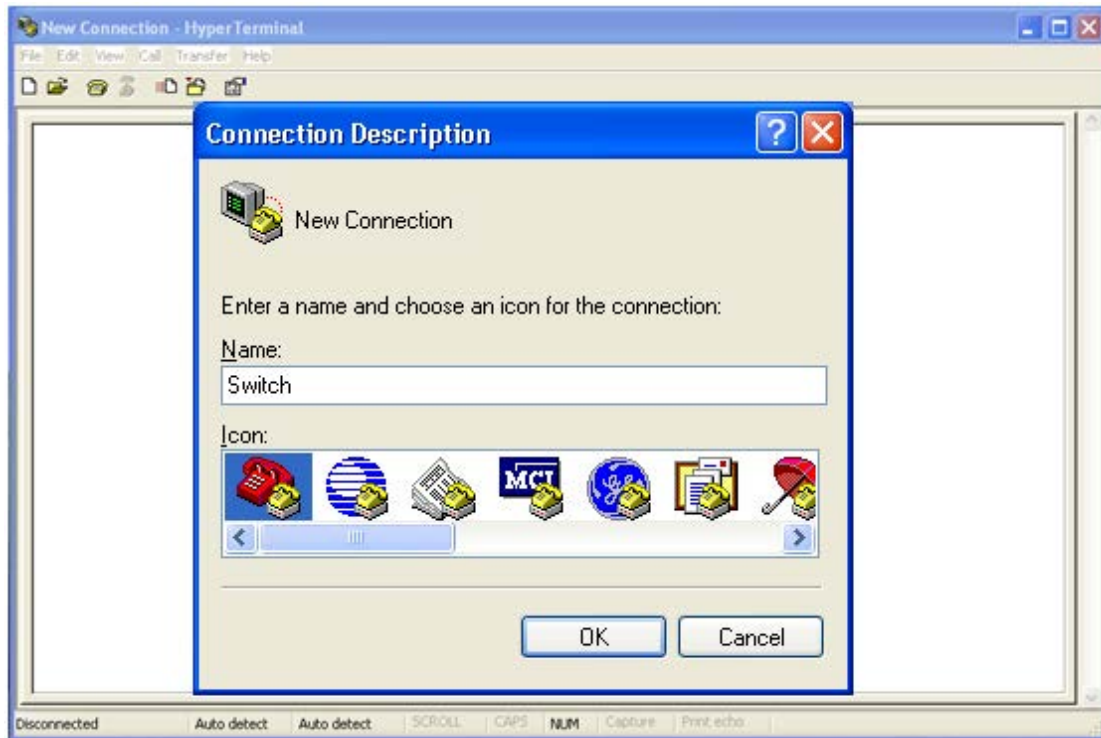 New Connection - HyperTerminal
File Edit View Call Transfer Help
Connection Description
New Connection
Enter a name and choose an icon for the connection:
Name:
Switch
Icon:
MCI
OK Cancel
Disconnected Auto detect Auto detect SCROLL CAPS NUM Capture Print echo